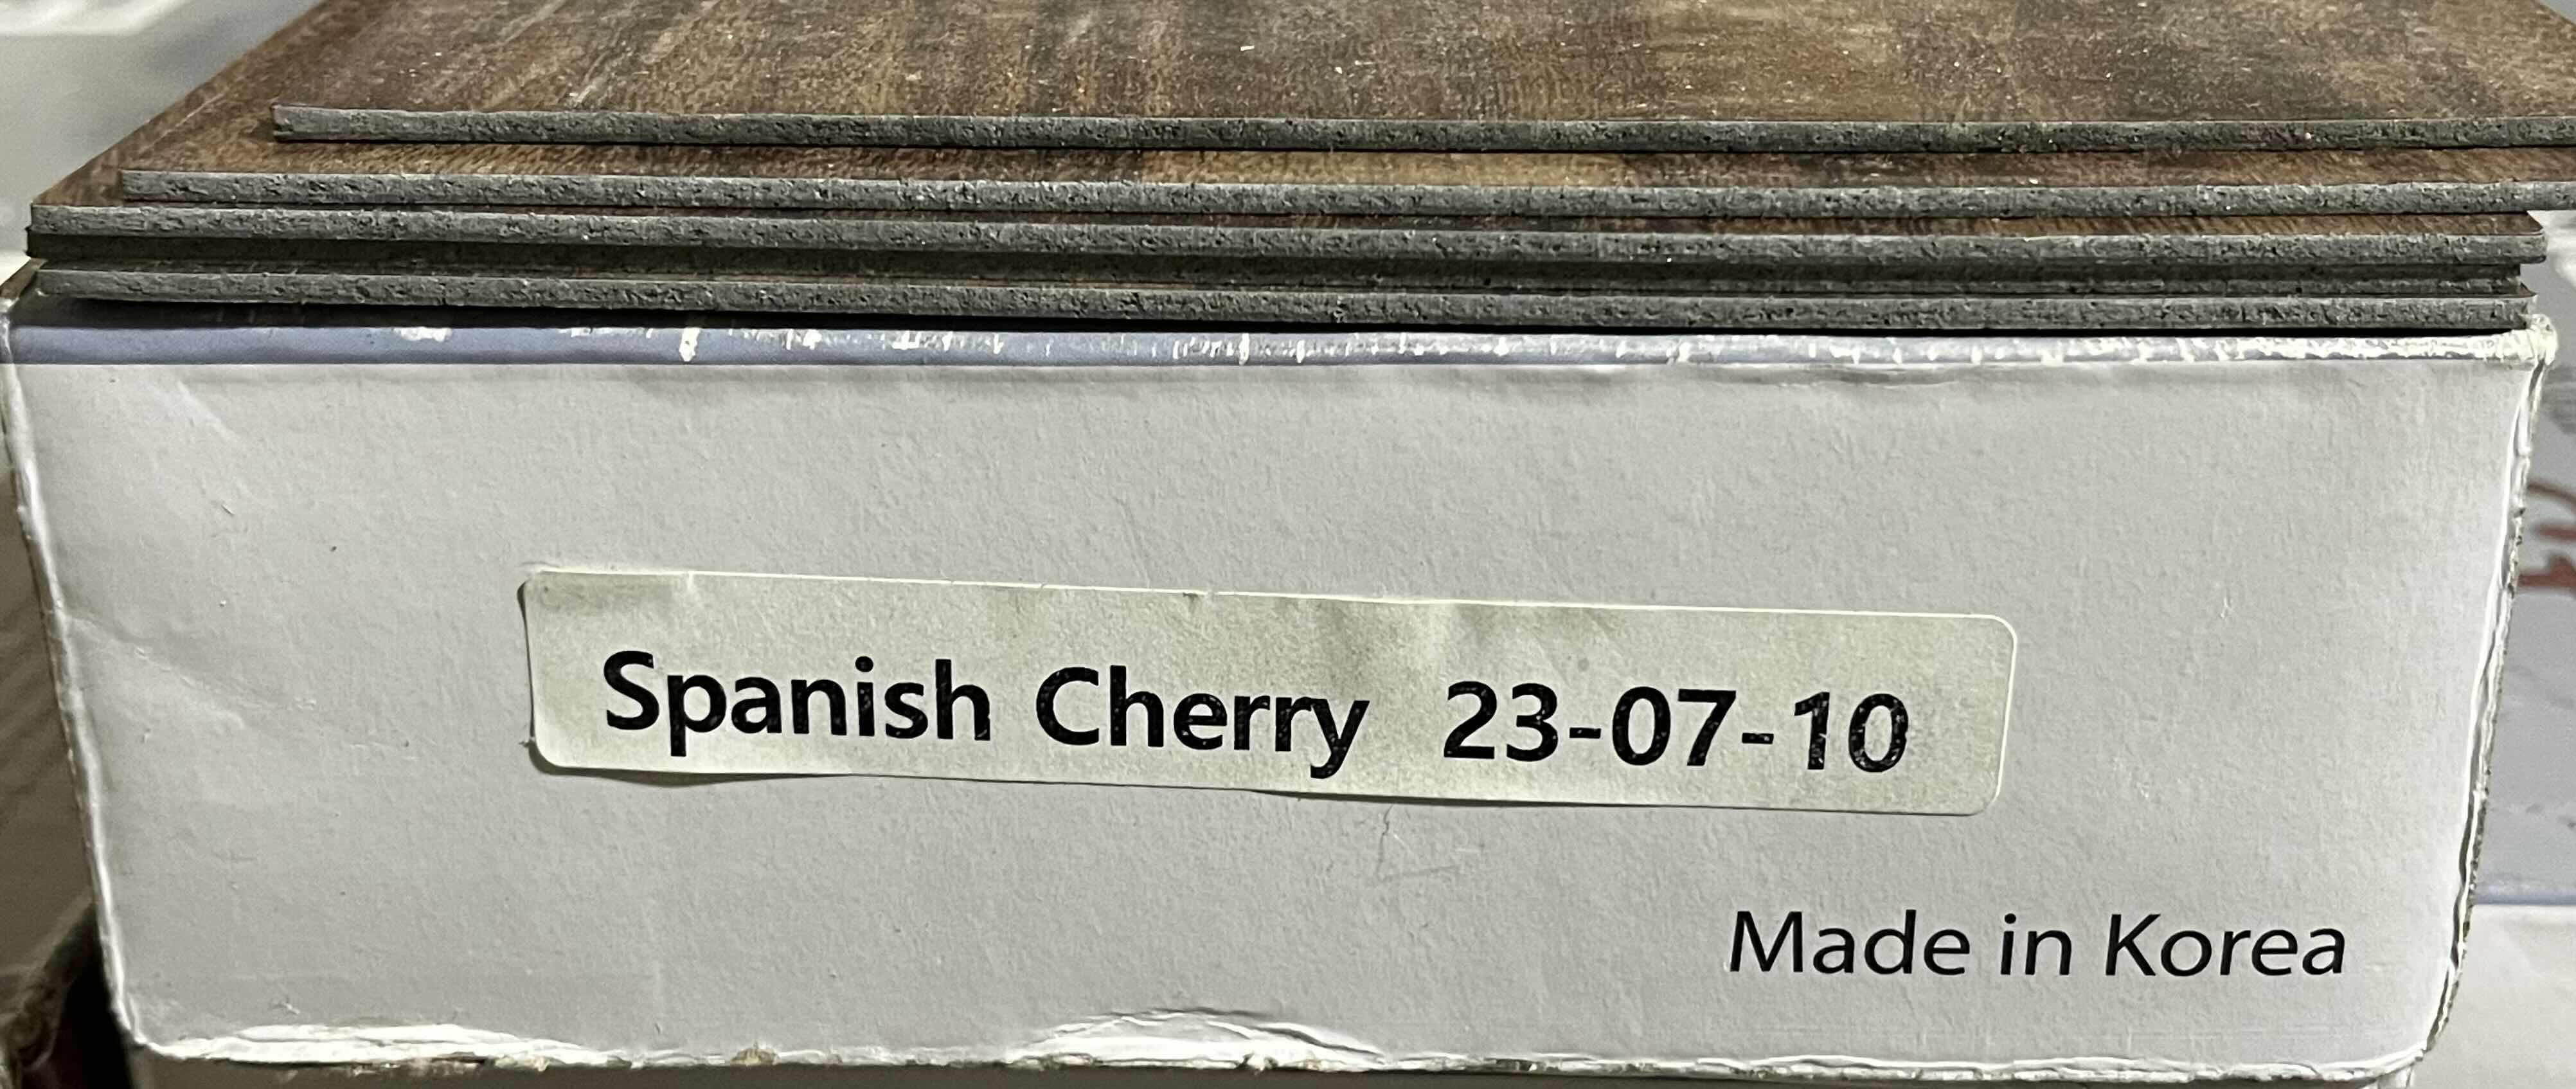 Spanish Cherry 23-07-10
Made in Korea